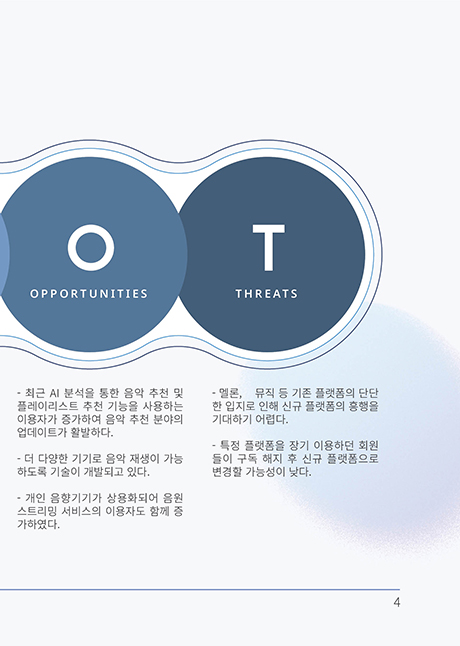 O
OPPORTUNITIES
T
THREATS
- 최근 AI 분석을 통한 음악 추천 및
플레이리스트 추천 기능을 사용하는
이용자가 증가하여 음악 추천 분야의
업데이트가 활발하다.
- 더 다양한 기기로 음악 재생이 가능
하도록 기술이 개발되고 있다.
- 개인 음향기기가 상용화되어 음원
스트리밍 서비스의 이용자도 함께 증
가하였다.
- 멜론, 뮤직 등 기존 플랫폼의 단단
한 입지로 인해 신규 플랫폼의 흥행을
기대하기 어렵다.
- 특정 플랫폼을 장기 이용하던 회원
들이 구독 해지 후 신규 플랫폼으로
변경할 가능성이 낮다.
4